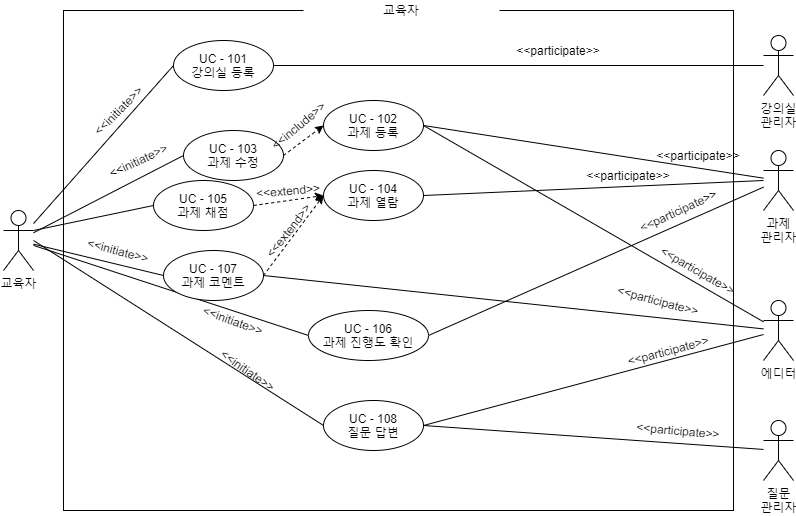 교육자
UC - 101
강의실 등록
<<participate>>
<<initiate>>
강의실
관리자
UC - 102
과제 등록
<<include>>
UC - 103
과제 수정
<<initiate>>
<<participate>>
<<participate>>
UC - 104
과제 열람
<<extend>>
UC - 105
과제 채점
<<participate>>
과제
관리자
<<extend>>
<<initiate>>
UC - 107
과제 코멘트
교육자
<<participate>>
<<participate>>
<<initiate>>
UC - 106
과제 진행도 확인
<<participate>>
에디터
<<initiate>>
UC - 108
질문 답변
<<participate>>
질문
관리자